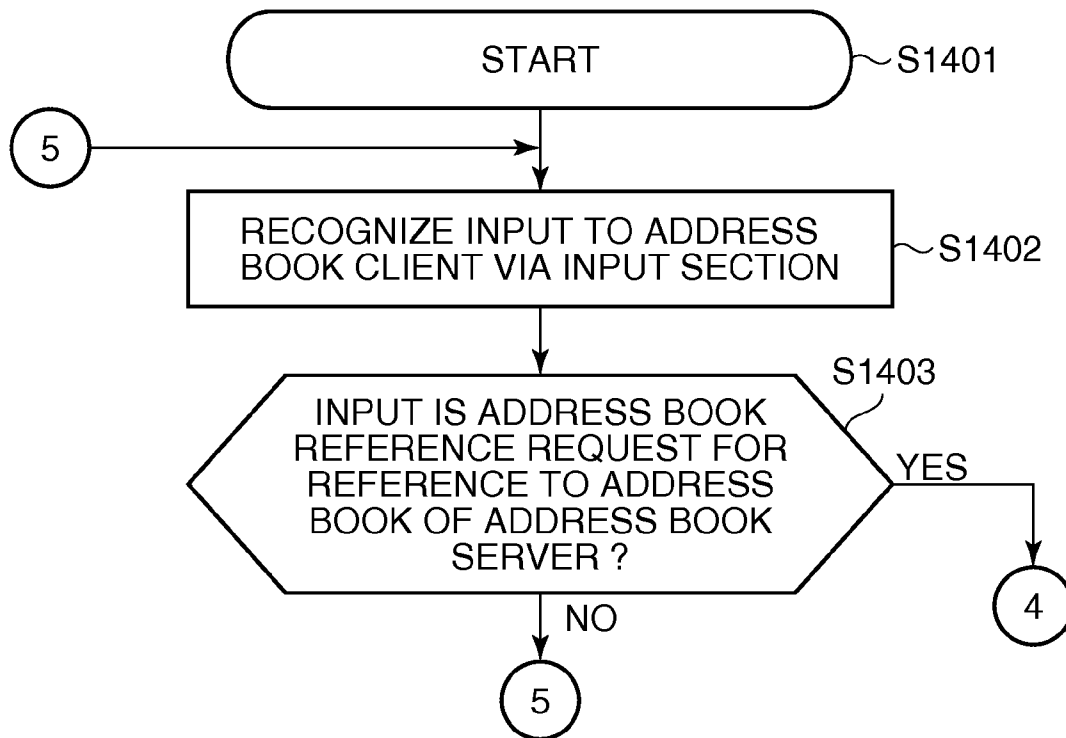 START
S1401
5
RECOGNIZE INPUT TO ADDRESS
BOOK CLIENT VIA INPUT SECTION
S1402
S1403
INPUT IS ADDRESS BOOK
REFERENCE REQUEST FOR
REFERENCE TO ADDRESS
BOOK OF ADDRESS BOOK
SERVER ?
YES
4
NO
5